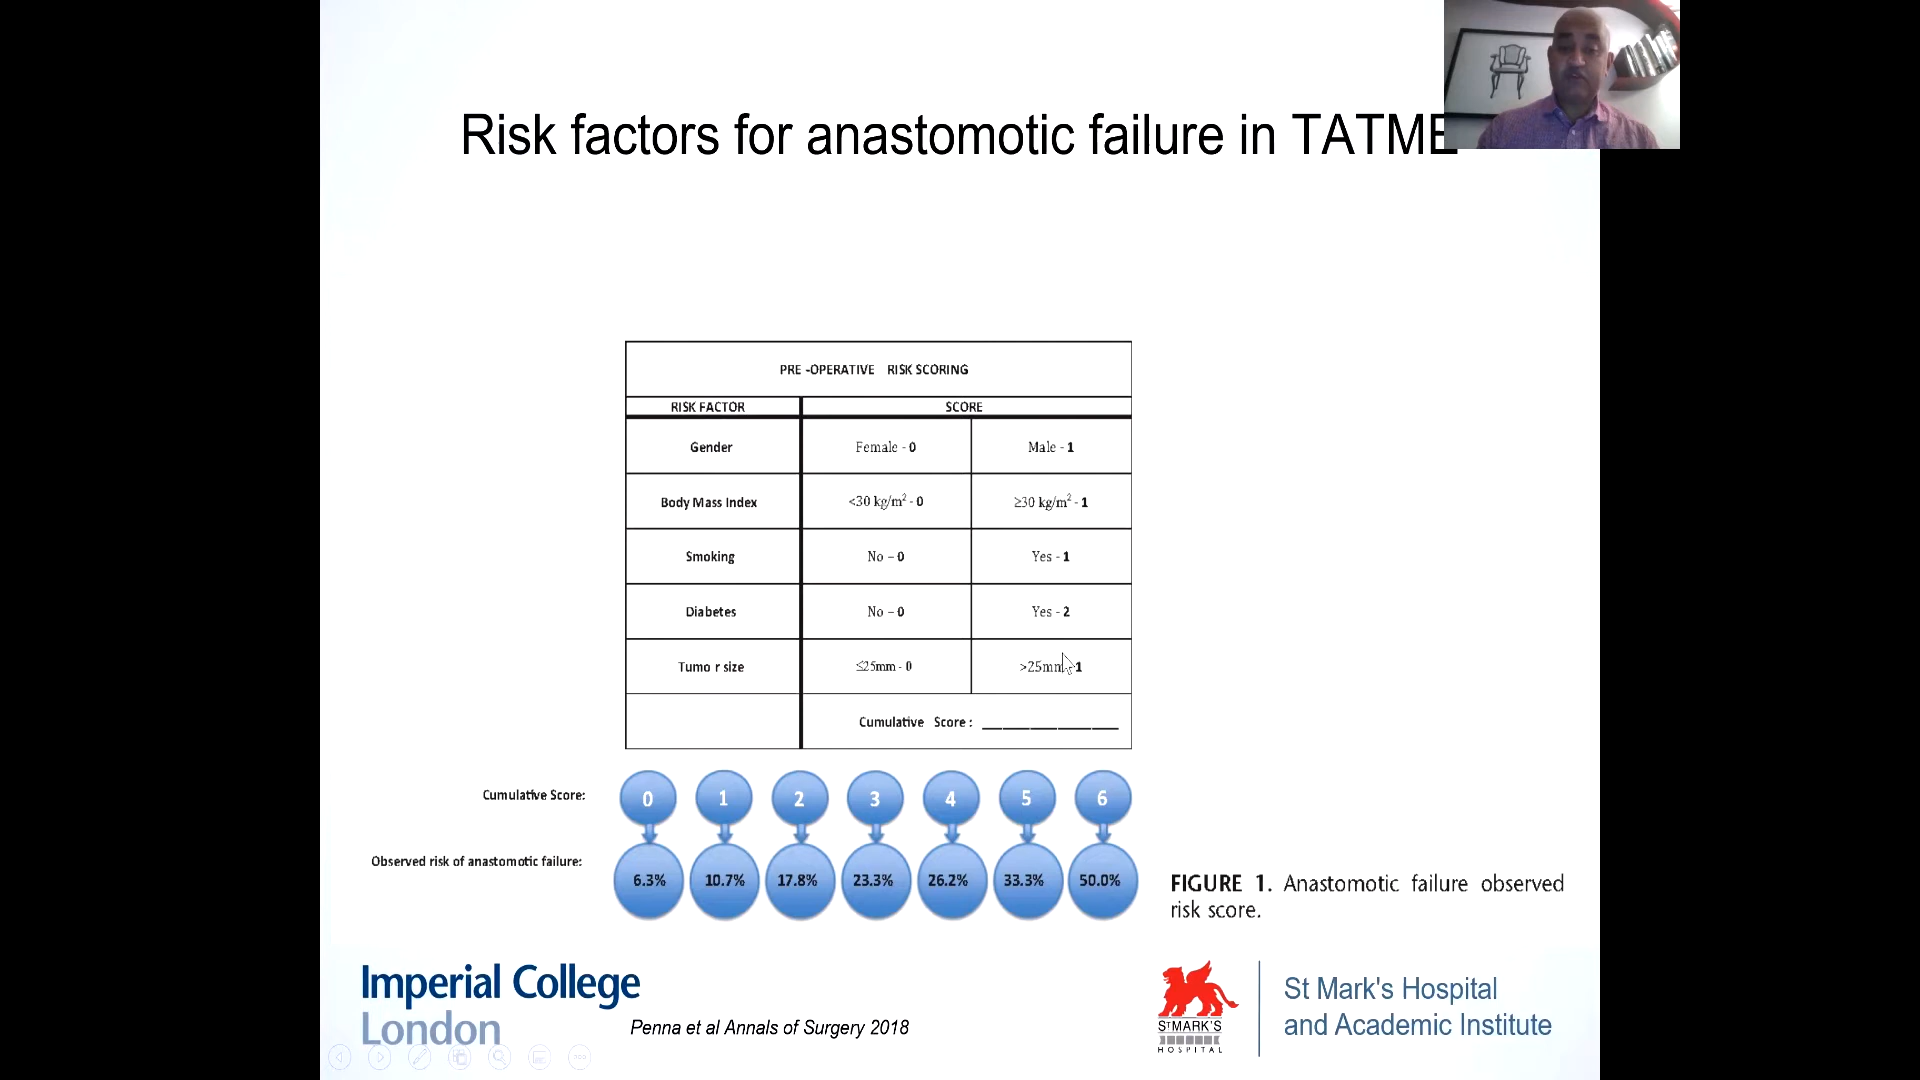 Risk factors for anastomotic failure in TATME
PRE -OPERATIVE RISK SCORING
RISK FACTOR SCORE
Gender Female - 0 Male - 1
Body Mass Index <30 kg/m² - 0 ≥30 kg/m² - 1
Smoking No – 0 Yes - 1
Diabetes No – 0 Yes - 2
Tumo r size ≤25mm - 0 >25mm - 1
Cumulative Score : ____________________
Cumulative Score: 0 1 2 3 4 5 6
Observed risk of anastomotic failure: 6.3% 10.7% 17.8% 23.3% 26.2% 33.3% 50.0%
FIGURE 1. Anastomotic failure observed
risk score.
Imperial College
London
Penna et al Annals of Surgery 2018
ST MARK'S
HOSPITAL
St Mark's Hospital
and Academic Institute